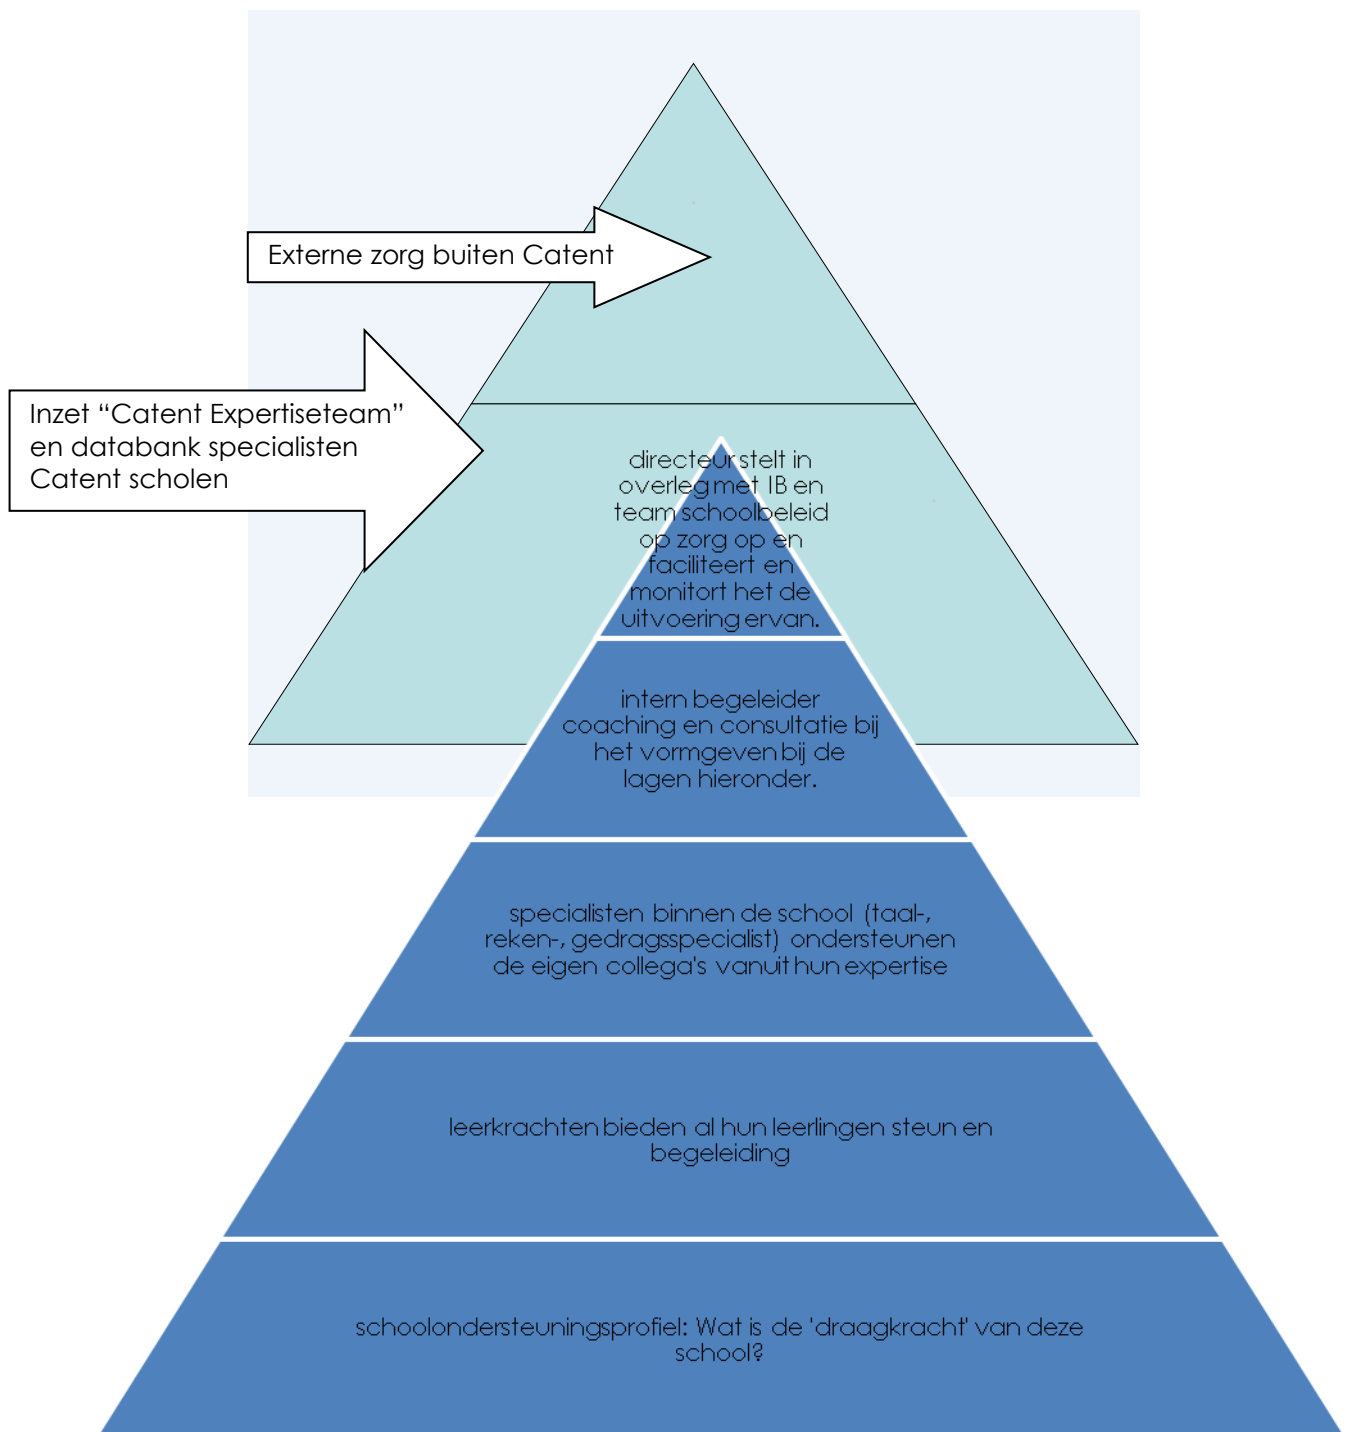 Externe zorg buiten Catent
Inzet “Catent Expertiseteam”
en databank specialisten
Catent scholen
directeur stelt in
overleg met IB en
team schoolbeleid
op zorg op en
faciliteert en
monitort het de
uitvoering ervan.
intern begeleider
coaching en consultatie bij
het vormgeven bij de
lagen hieronder.
specialisten binnen de school (taal-,
reken-, gedragsspecialist) ondersteunen
de eigen collega's vanuit hun expertise
leerkrachten bieden al hun leerlingen steun en
begeleiding
schoolondersteuningsprofiel: Wat is de 'draagkracht' van deze
school?